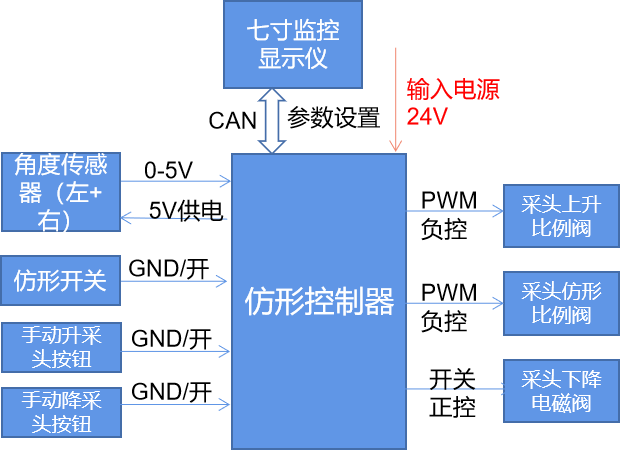 七寸监控
显示仪
CAN
参数设置
输入电源
24V
角度传感
器（左+
右）
0-5V
5V供电
仿形开关
GND/开
手动升采
头按钮
GND/开
手动降采
头按钮
GND/开
仿形控制器
PWM
负控
采头上升
比例阀
PWM
负控
采头仿形
比例阀
开关
正控
采头下降
电磁阀